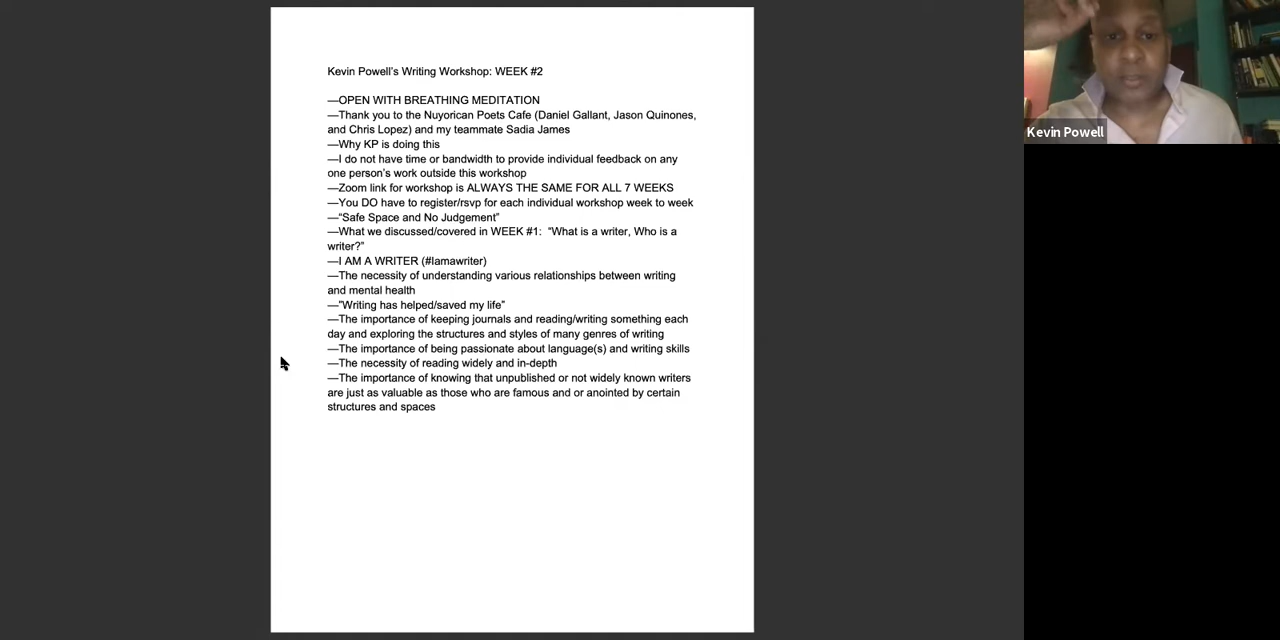 Kevin Powell's Writing Workshop: WEEK #2
—OPEN WITH BREATHING MEDITATION
—Thank you to the Nuyorican Poets Cafe (Daniel Gallant, Jason Quinones,
and Chris Lopez) and my teammate Sadia James
—Why KP is doing this
—I do not have time or bandwidth to provide individual feedback on any
one person's work outside this workshop
—Zoom link for workshop is ALWAYS THE SAME FOR ALL 7 WEEKS
—You DO have to register/rsvp for each individual workshop week to week
—“Safe Space and No Judgement”
—What we discussed/covered in WEEK #1:  “What is a writer, Who is a
writer?”
—I AM A WRITER (#Iamawriter)
—The necessity of understanding various relationships between writing
and mental health
—"Writing has helped/saved my life”
—The importance of keeping journals and reading/writing something each
day and exploring the structures and styles of many genres of writing
—The importance of being passionate about language(s) and writing skills
—The necessity of reading widely and in-depth
—The importance of knowing that unpublished or not widely known writers
are just as valuable as those who are famous and or anointed by certain
structures and spaces
Kevin Powell